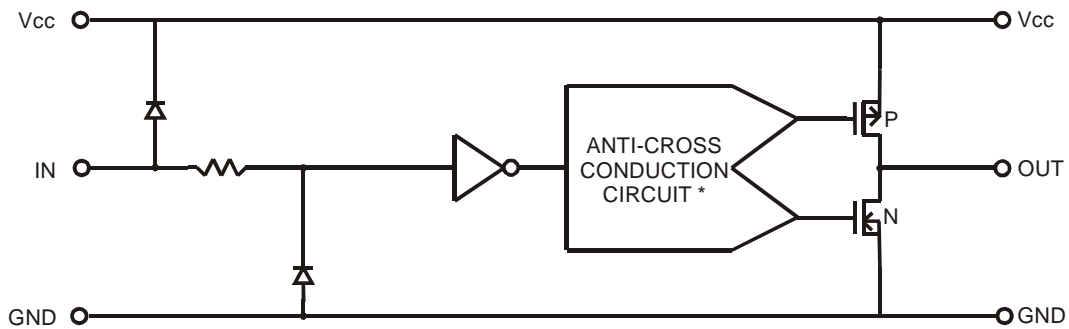 Vcc
Vcc
P
ANTI-CROSS
CONDUCTION
CIRCUIT *
IN
OUT
N
GND
GND